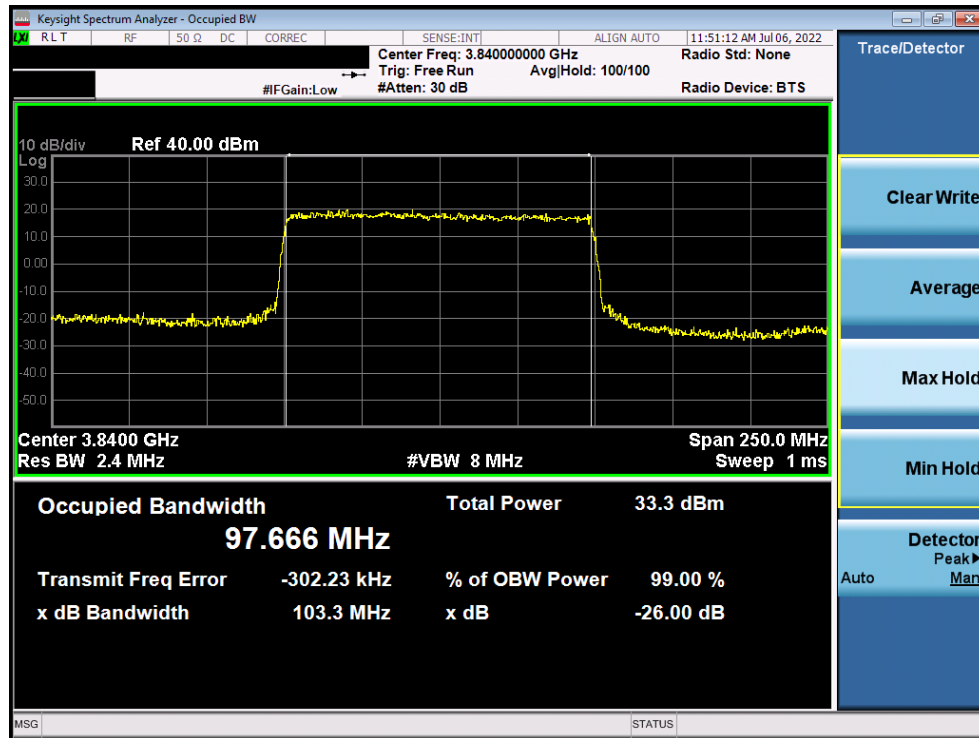 Keysight Spectrum Analyzer - Occupied BW
LXI RLT RF 50 Ω DC CORREC SENSE:INT ALIGN AUTO 11:51:12 AM Jul 06, 2022
Center Freq: 3.840000000 GHz Radio Std: None
Trig: Free Run Avg|Hold: 100/100
#IFGain:Low #Atten: 30 dB Radio Device: BTS
10 dB/div Ref 40.00 dBm
Log
30.0
20.0
10.0
0.00
-10.0
-20.0
-30.0
-40.0
-50.0
Center 3.8400 GHz Span 250.0 MHz
Res BW 2.4 MHz #VBW 8 MHz Sweep 1 ms
Occupied Bandwidth Total Power 33.3 dBm
97.666 MHz
Transmit Freq Error -302.23 kHz % of OBW Power 99.00 %
x dB Bandwidth 103.3 MHz x dB -26.00 dB
MSG STATUS
Trace/Detector
Clear Write
Average
Max Hold
Min Hold
Detector
Peak▶
Auto Man